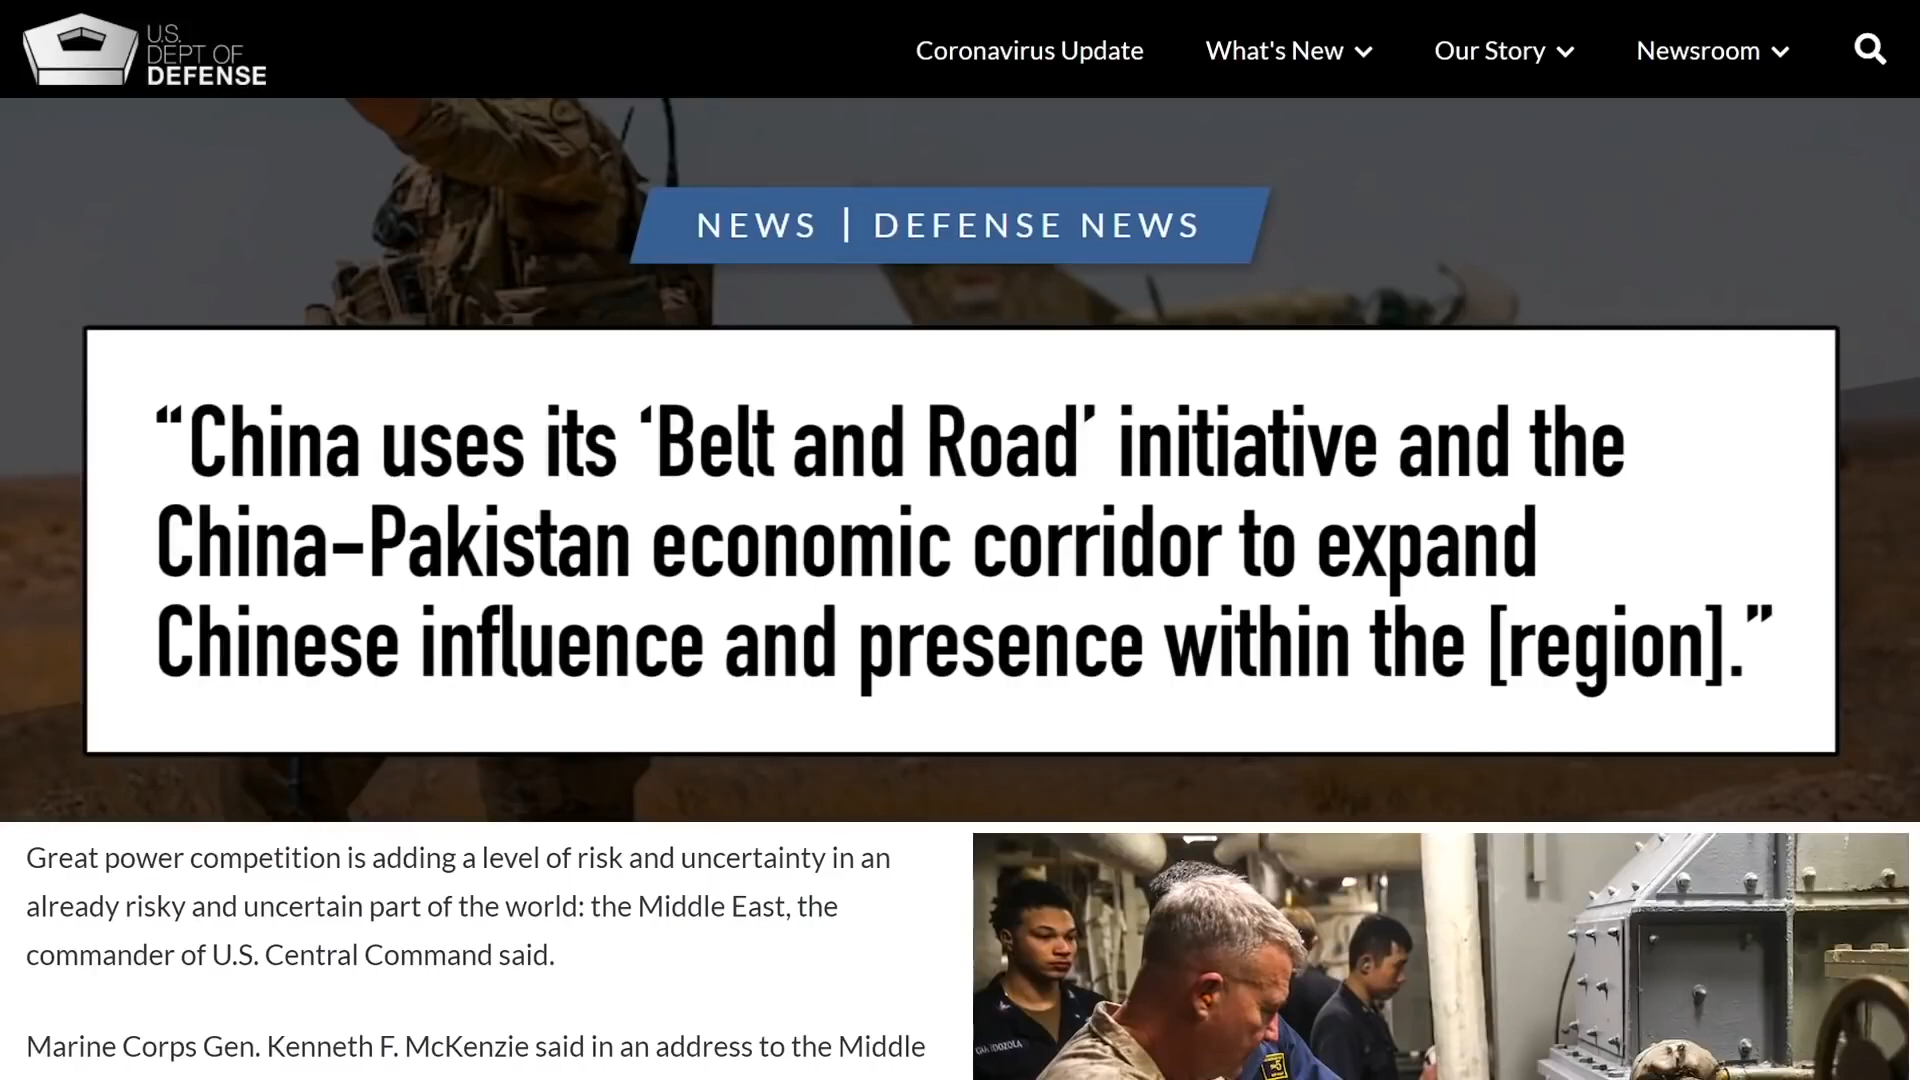 U.S.
DEPT OF
DEFENSE
Coronavirus Update
What's New
Our Story
Newsroom
NEWS | DEFENSE NEWS
“China uses its ‘Belt and Road’ initiative and the
China-Pakistan economic corridor to expand
Chinese influence and presence within the [region].”
Great power competition is adding a level of risk and uncertainty in an
already risky and uncertain part of the world: the Middle East, the
commander of U.S. Central Command said.
Marine Corps Gen. Kenneth F. McKenzie said in an address to the Middle